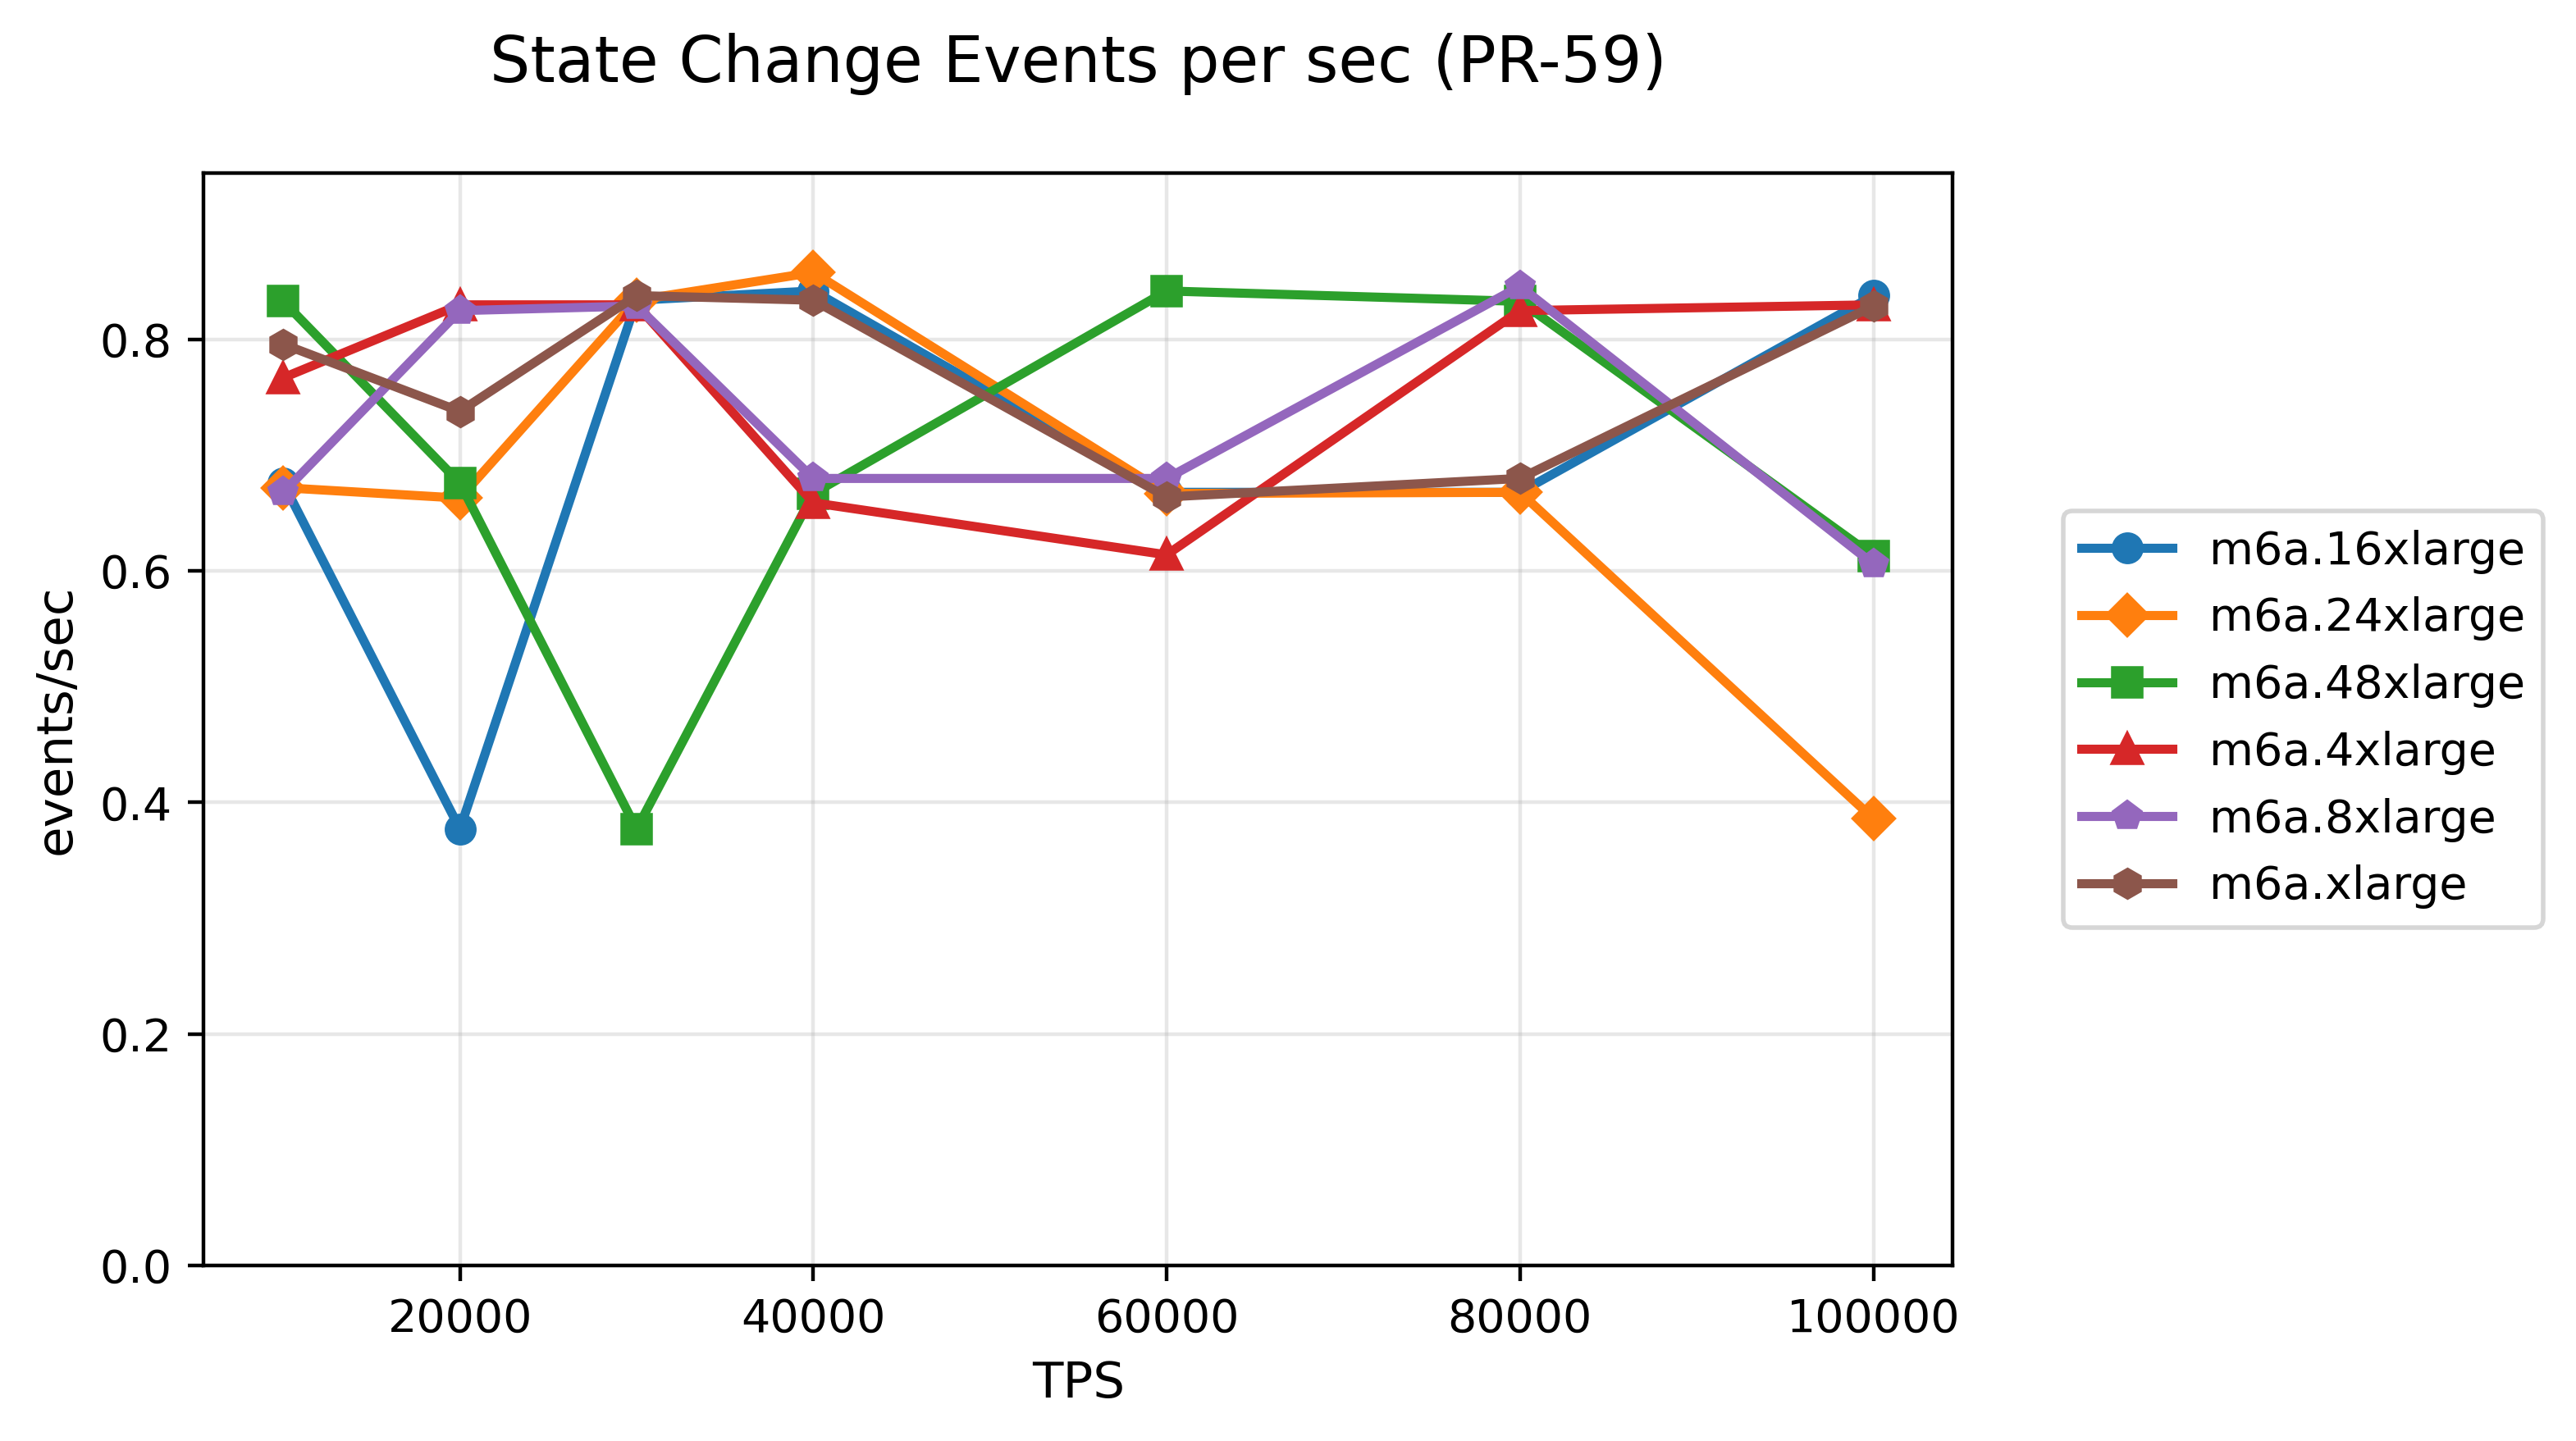 State Change Events per sec (PR-59)
events/sec
0.8
0.6
0.4
0.2
0.0
20000 40000 60000 80000 100000
TPS
m6a.16xlarge
m6a.24xlarge
m6a.48xlarge
m6a.4xlarge
m6a.8xlarge
m6a.xlarge